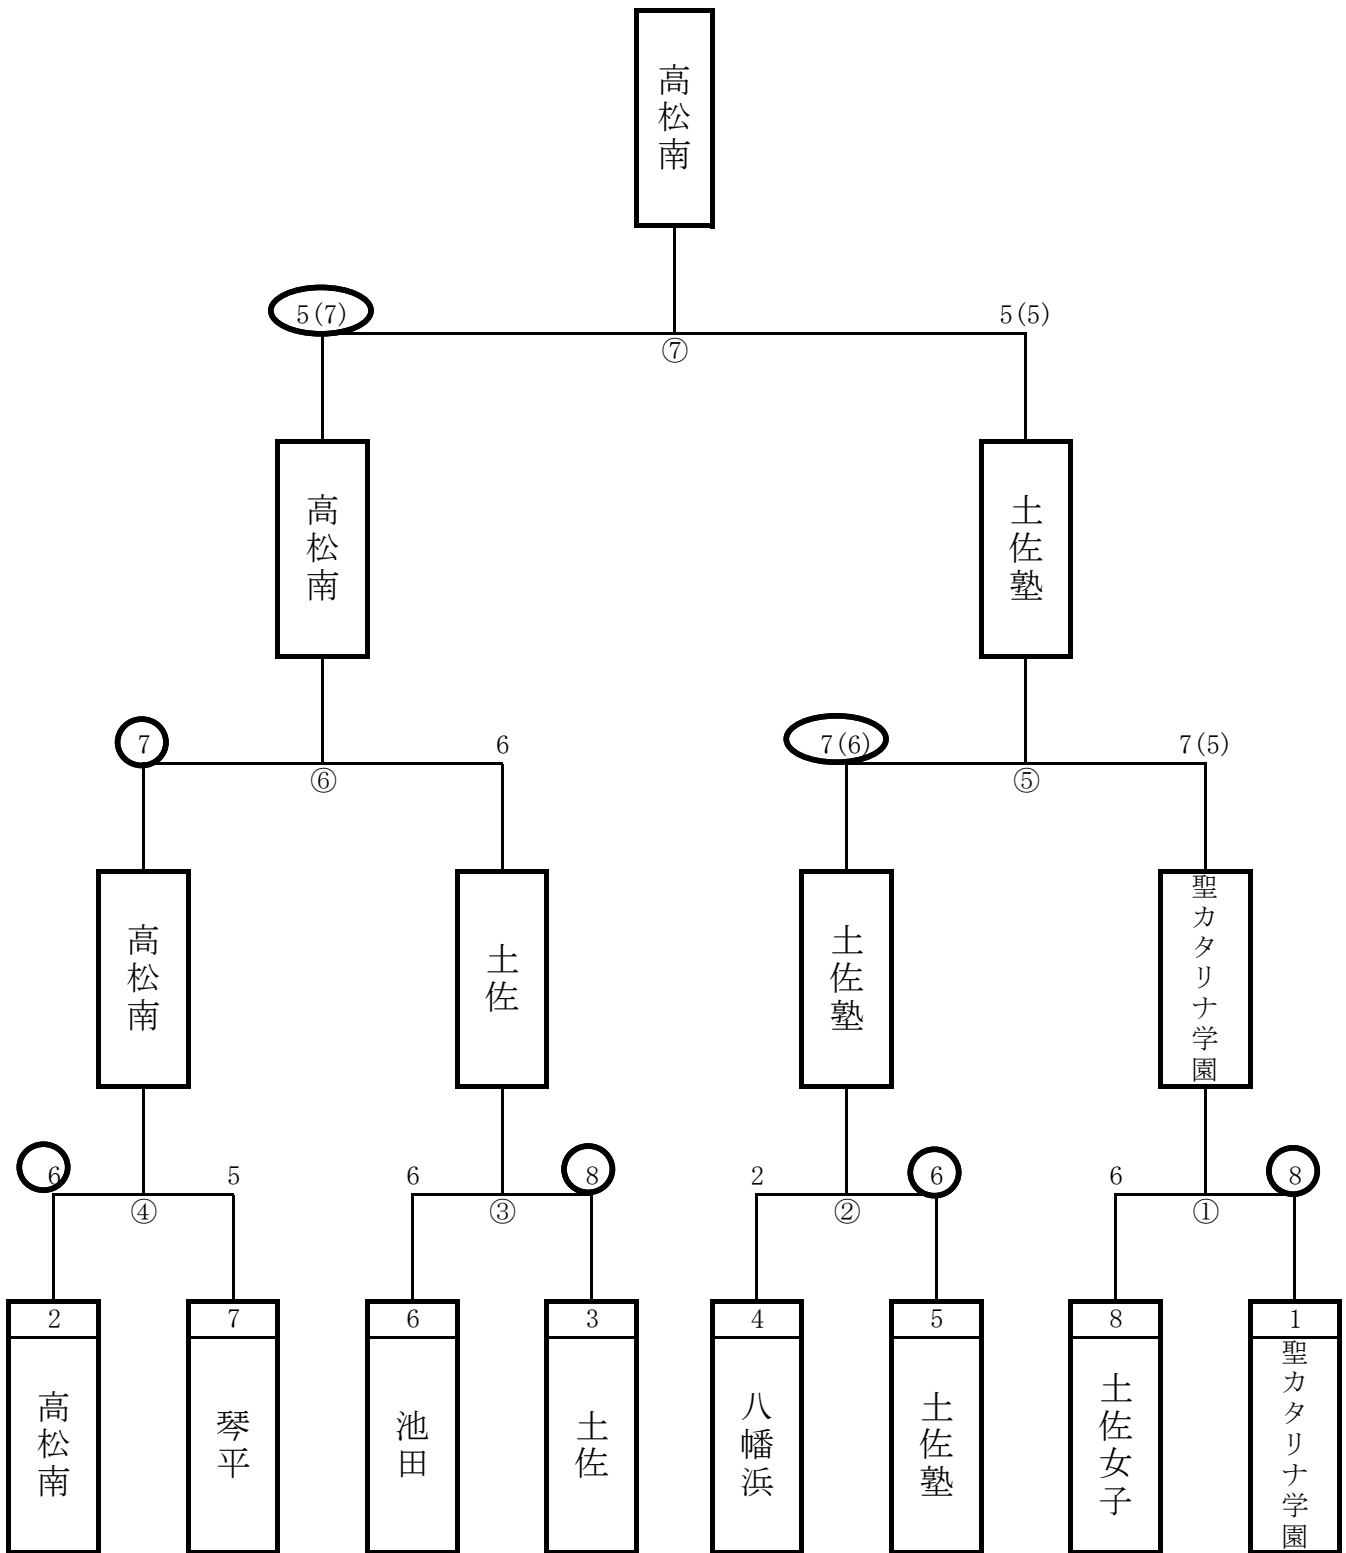 高松南
5(7)
5(5)
⑦
高松南
土佐塾
7
6
7(6)
7(5)
⑥
⑤
高松南
土佐
土佐塾
聖カタリナ学園
6
5
6
8
2
6
6
8
④
③
②
①
2
7
6
3
4
5
8
1
高松南
琴平
池田
土佐
八幡浜
土佐塾
土佐女子
聖カタリナ学園